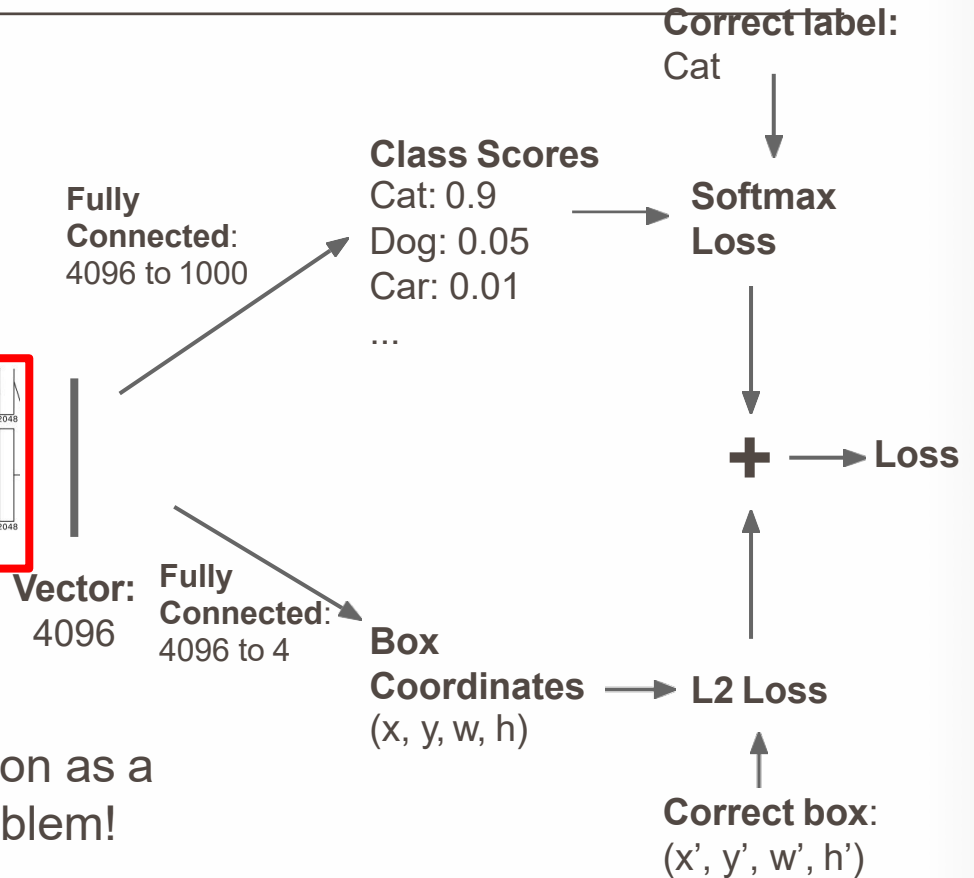 Correct label:
Cat
Class Scores
Cat: 0.9
Dog: 0.05
Car: 0.01
...
Fully
Connected:
4096 to 1000
Softmax
Loss
2048
2048
+
Loss
Vector:
4096
Fully
Connected:
4096 to 4
Box
Coordinates
(x, y, w, h)
L2 Loss
on as a
blem!
Correct box:
(x’, y’, w’, h’)